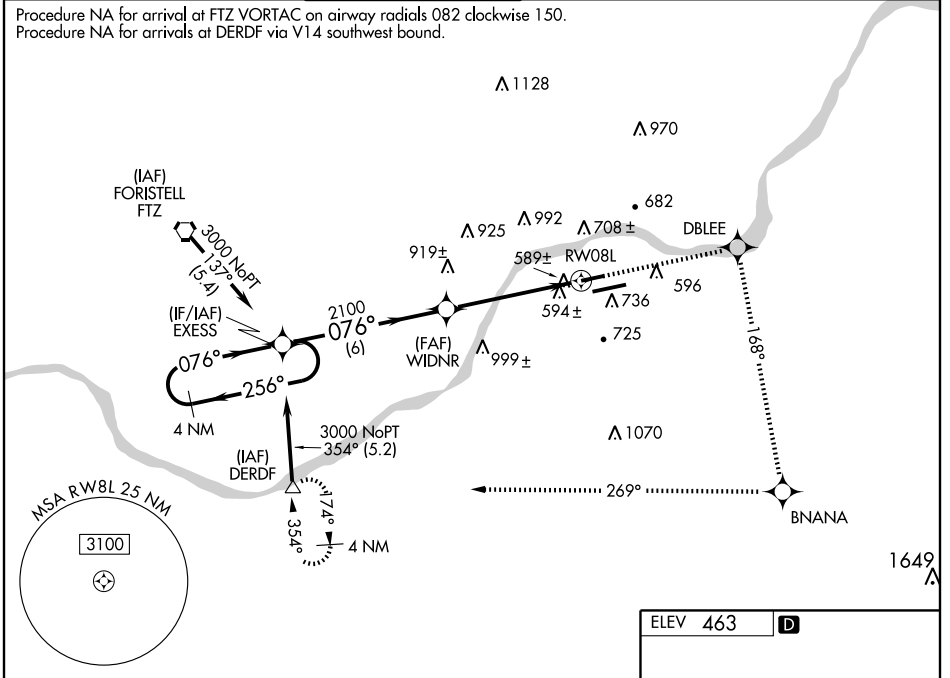 Procedure NA for arrival at FTZ VORTAC on airway radials 082 clockwise 150.
Procedure NA for arrivals at DERDF via V14 southwest bound.
1128
970
(IAF)
FORISTELL
FTZ
3000 NoPT
137°
(5.4)
682
925
992
708±
DBLEE
919±
589±
RW08L
596
(IF/IAF)
EXESS
2100
076°
(6)
594±
736
(FAF)
WIDNR
725
999±
076°
256°
4 NM
168°
3000 NoPT
354° (5.2)
(IAF)
DERDF
1070
174°
354°
4 NM
269°
BNANA
MSA RW8L 25 NM
3100
1649
ELEV 463 D